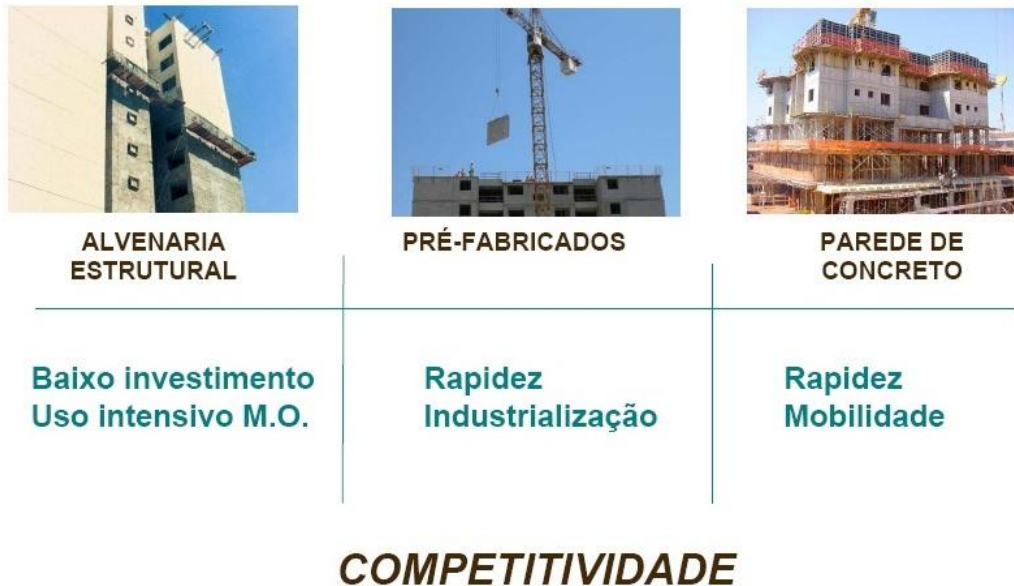 ALVENARIA
ESTRUTURAL
PRÉ-FABRICADOS
PAREDE DE
CONCRETO
Baixo investimento
Uso intensivo M.O.
Rapidez
Industrialização
Rapidez
Mobilidade
COMPETITIVIDADE